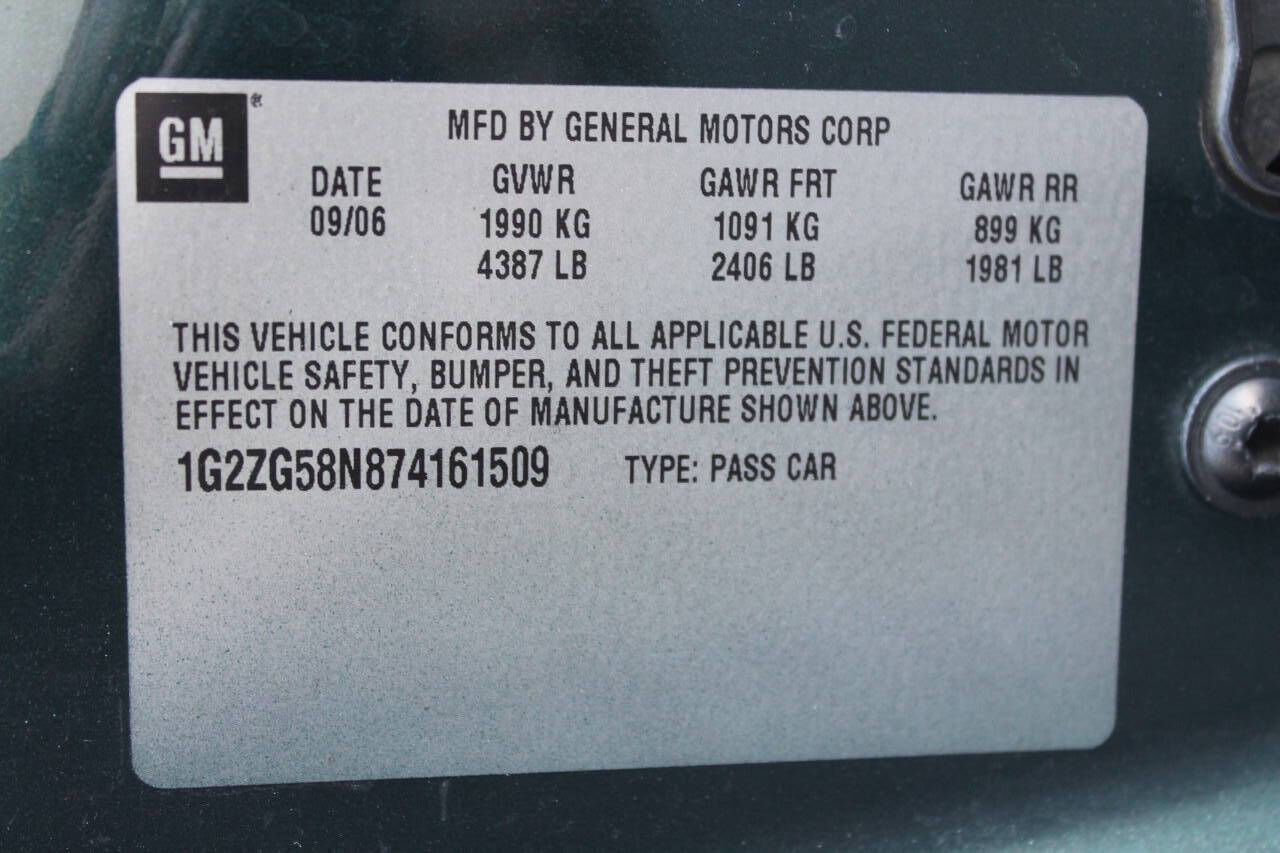 GM®
MFD BY GENERAL MOTORS CORP
DATE GVWR GAWR FRT GAWR RR
09/06 1990 KG 1091 KG 899 KG
4387 LB 2406 LB 1981 LB
THIS VEHICLE CONFORMS TO ALL APPLICABLE U.S. FEDERAL MOTOR
VEHICLE SAFETY, BUMPER, AND THEFT PREVENTION STANDARDS IN
EFFECT ON THE DATE OF MANUFACTURE SHOWN ABOVE.
1G2ZG58N874161509 TYPE: PASS CAR